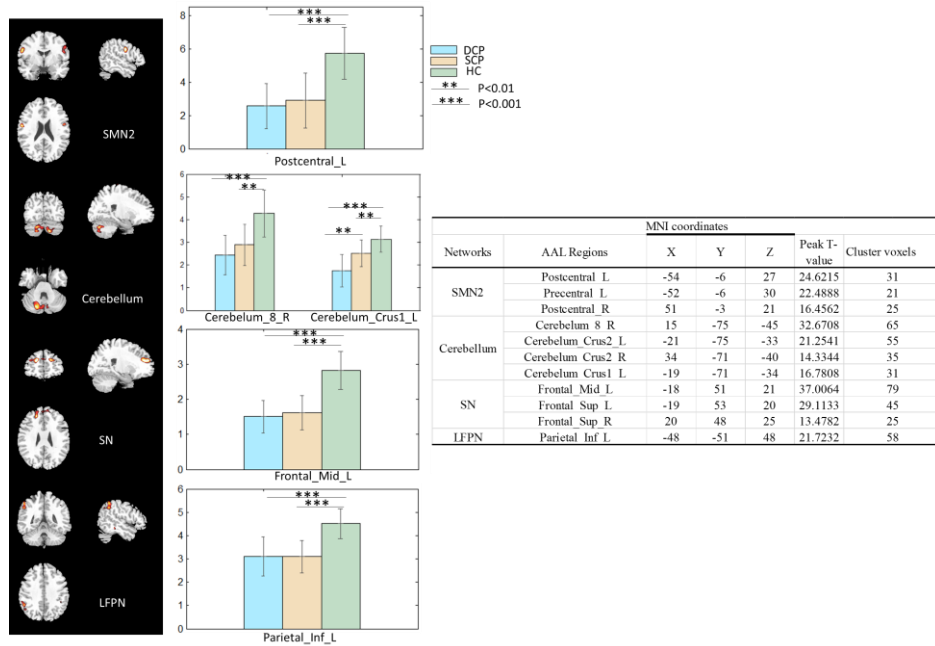 SMN2
Cerebellum
SN
LFPN
***
***
8
6
4
2
0
Postcentral_L
DCP
SCP
HC
** P<0.01
*** P<0.001
6
5
4
3
2
1
0
***
**
***
**
**
Cerebelum_8_R Cerebelum_Crus1_L
4
3
2
1
0
***
***
Frontal_Mid_L
6
5
4
3
2
1
0
***
***
Parietal_Inf_L
MNI coordinates
Networks AAL Regions X Y Z Peak T-value Cluster voxels
SMN2 Postcentral_L -54 -6 27 24.6215 31
Precentral_L -52 -6 30 22.4888 21
Postcentral_R 51 -3 21 16.4562 25
Cerebellum Cerebelum_8_R 15 -75 -45 32.6708 65
Cerebelum_Crus2_L -21 -75 -33 21.2541 55
Cerebelum_Crus2_R 34 -71 -40 14.3344 35
Cerebelum_Crus1_L -19 -71 -34 16.7808 31
SN Frontal_Mid_L -18 51 21 37.0064 79
Frontal_Sup_L -19 53 20 29.1133 45
Frontal_Sup_R 20 48 25 13.4782 25
LFPN Parietal_Inf_L -48 -51 48 21.7232 58